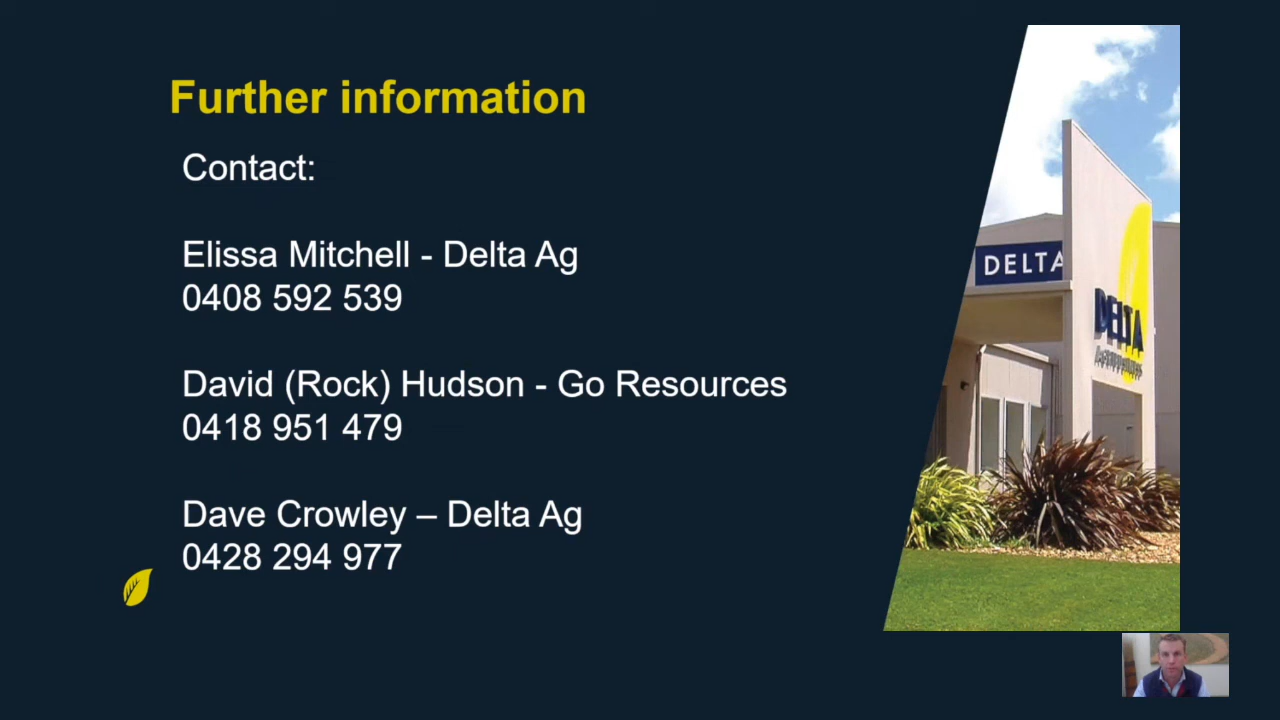 Further information
Contact:
Elissa Mitchell - Delta Ag
0408 592 539
David (Rock) Hudson - Go Resources
0418 951 479
Dave Crowley – Delta Ag
0428 294 977
DELTA
DELTA